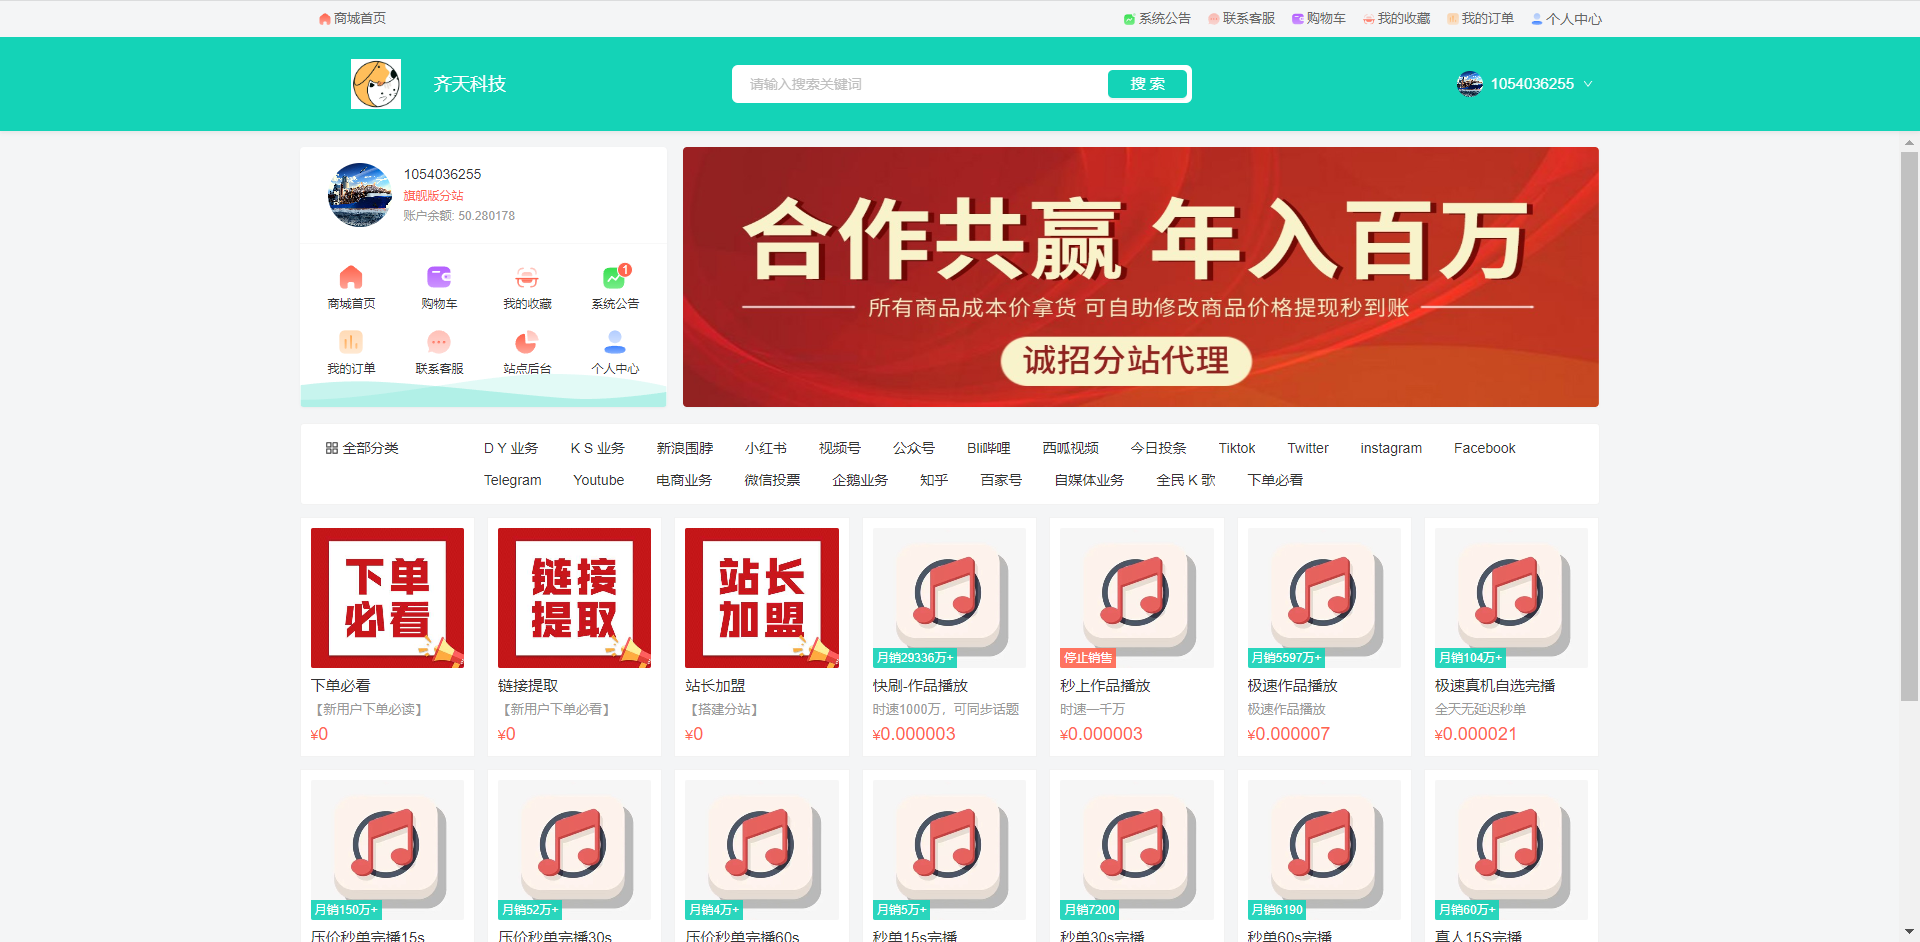 商城首页
系统公告 联系客服 购物车 我的收藏 我的订单 个人中心
齐天科技
请输入搜索关键词
搜 索
1054036255
1054036255
旗舰版分站
账户余额: 50.280178
商城首页 购物车 我的收藏 系统公告 1
我的订单 联系客服 站点后台 个人中心
合作共赢 年入百万
所有商品成本价拿货 可自助修改商品价格提现秒到账
诚招分站代理
全部分类
D Y 业务 K S 业务 新浪围脖 小红书 视频号 公众号 Bli哔哩 西呱视频 今日投条 Tiktok Twitter instagram Facebook
Telegram Youtube 电商业务 微信投票 企鹅业务 知乎 百家号 自媒体业务 全民 K 歌 下单必看
下单
必看
下单必看
【新用户下单必读】
¥0
链接
提取
链接提取
【新用户下单必看】
¥0
站长
加盟
站长加盟
【搭建分站】
¥0
月销29336万+
快刷-作品播放
时速1000万，可同步话题
¥0.000003
停止销售
秒上作品播放
时速一千万
¥0.000003
月销5597万+
极速作品播放
极速作品播放
¥0.000007
月销104万+
极速真机自选完播
全天无延迟秒单
¥0.000021
月销150万+
压价秒单完播15s
月销52万+
压价秒单完播30s
月销4万+
压价秒单完播60s
月销5万+
秒单15s完播
月销7200
秒单30s完播
月销6190
秒单60s完播
月销60万+
真人15S完播